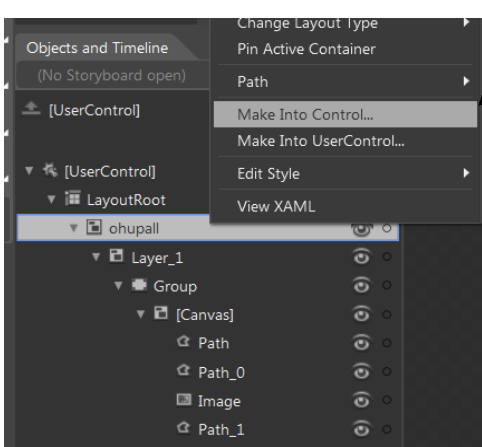 Change Layout Type
Objects and Timeline
Pin Active Container
(No Storyboard open)
Path
[UserControl]
Make Into Control...
Make Into UserControl...
[UserControl]
Edit Style
LayoutRoot
View XAML
ohupall
Layer_1
Group
[Canvas]
Path
Path_0
Image
Path_1